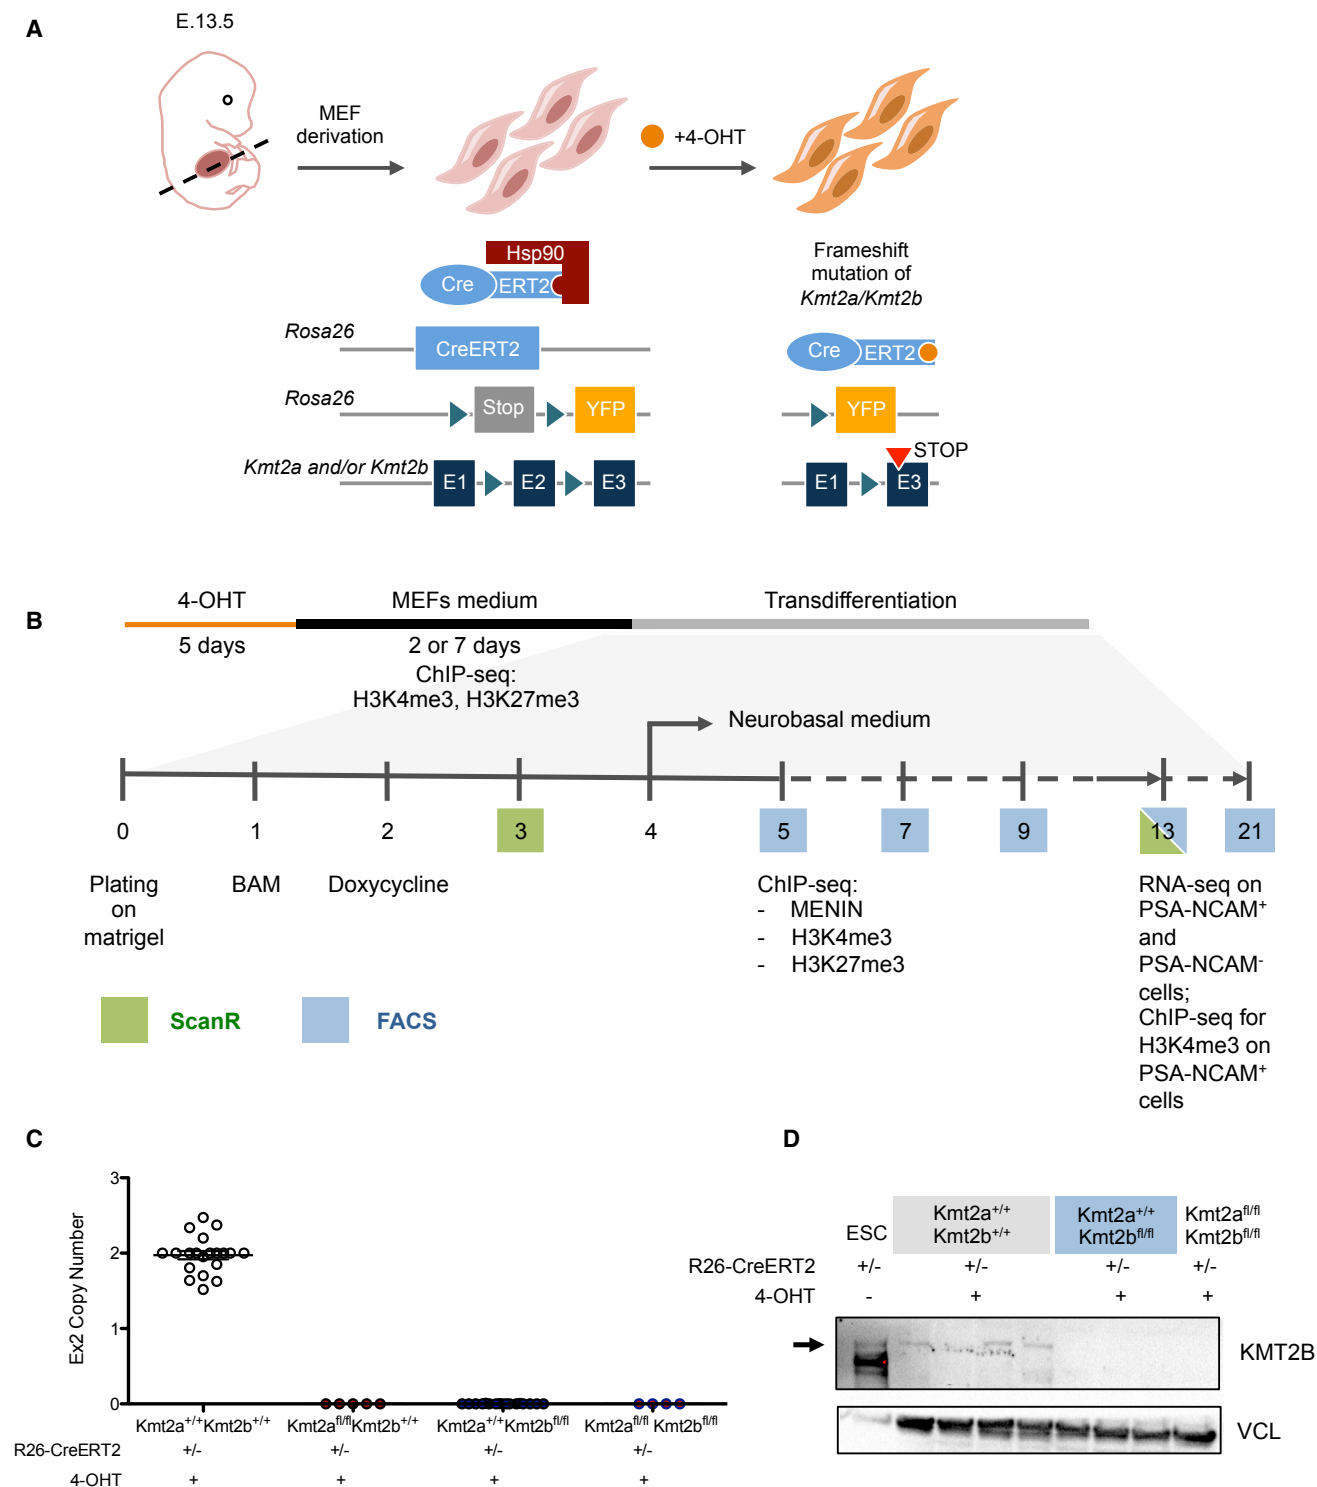 A
E.13.5
MEF
derivation
+4-OHT
Hsp90
Cre
ERT2
Frameshift
mutation of
Kmt2a/Kmt2b
Rosa26
CreERT2
Cre
ERT2
Rosa26
Stop
YFP
YFP
Kmt2a and/or Kmt2b
E1
E2
E3
STOP
E1
E3
B
4-OHT
MEFs medium
Transdifferentiation
5 days
2 or 7 days
ChIP-seq:
H3K4me3, H3K27me3
Neurobasal medium
0
1
2
3
4
5
7
9
13
21
Plating
on
matrigel
BAM
Doxycycline
ChIP-seq:
- MENIN
- H3K4me3
- H3K27me3
RNA-seq on
PSA-NCAM+
and
PSA-NCAM-
cells;
ChIP-seq for
H3K4me3 on
PSA-NCAM+
cells
ScanR
FACS
C
Ex2 Copy Number
3
2
1
0
Kmt2a+/+Kmt2b+/+
Kmt2afl/flKmt2b+/+
Kmt2a+/+Kmt2bfl/fl
Kmt2afl/flKmt2bfl/fl
R26-CreERT2 +/- +/- +/- +/-
4-OHT + + + +
D
ESC
Kmt2a+/+
Kmt2b+/+
Kmt2a+/+
Kmt2bfl/fl
Kmt2afl/fl
Kmt2bfl/fl
R26-CreERT2 +/- +/- +/- +/-
4-OHT - + + +
KMT2B
VCL